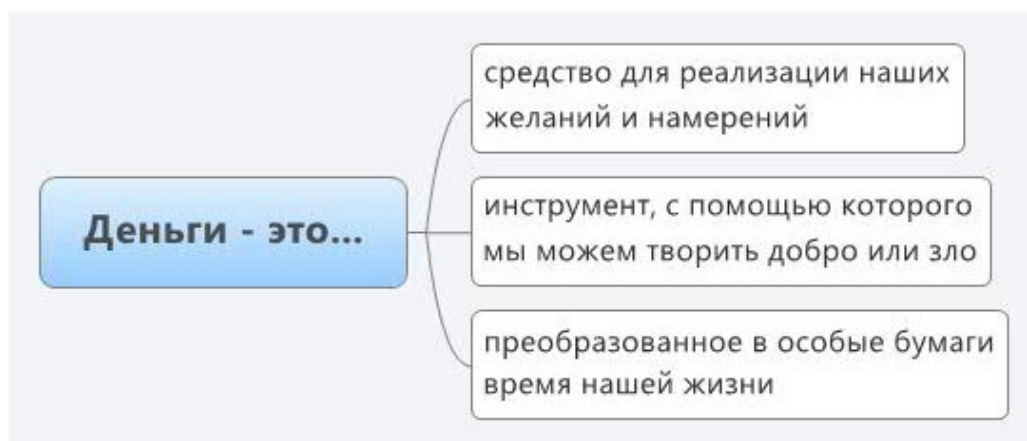 Деньги - это...
средство для реализации наших
желаний и намерений
инструмент, с помощью которого
мы можем творить добро или зло
преобразованное в особые бумаги
время нашей жизни